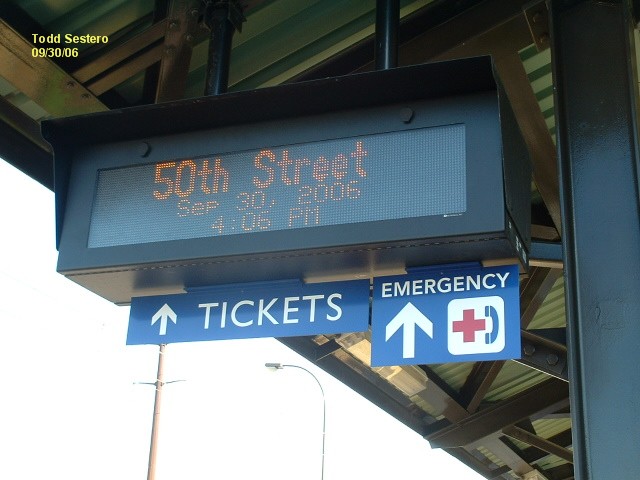 Todd Sestero
09/30/06
50th Street
Sep 30, 2006
4:06 PM
TICKETS
EMERGENCY